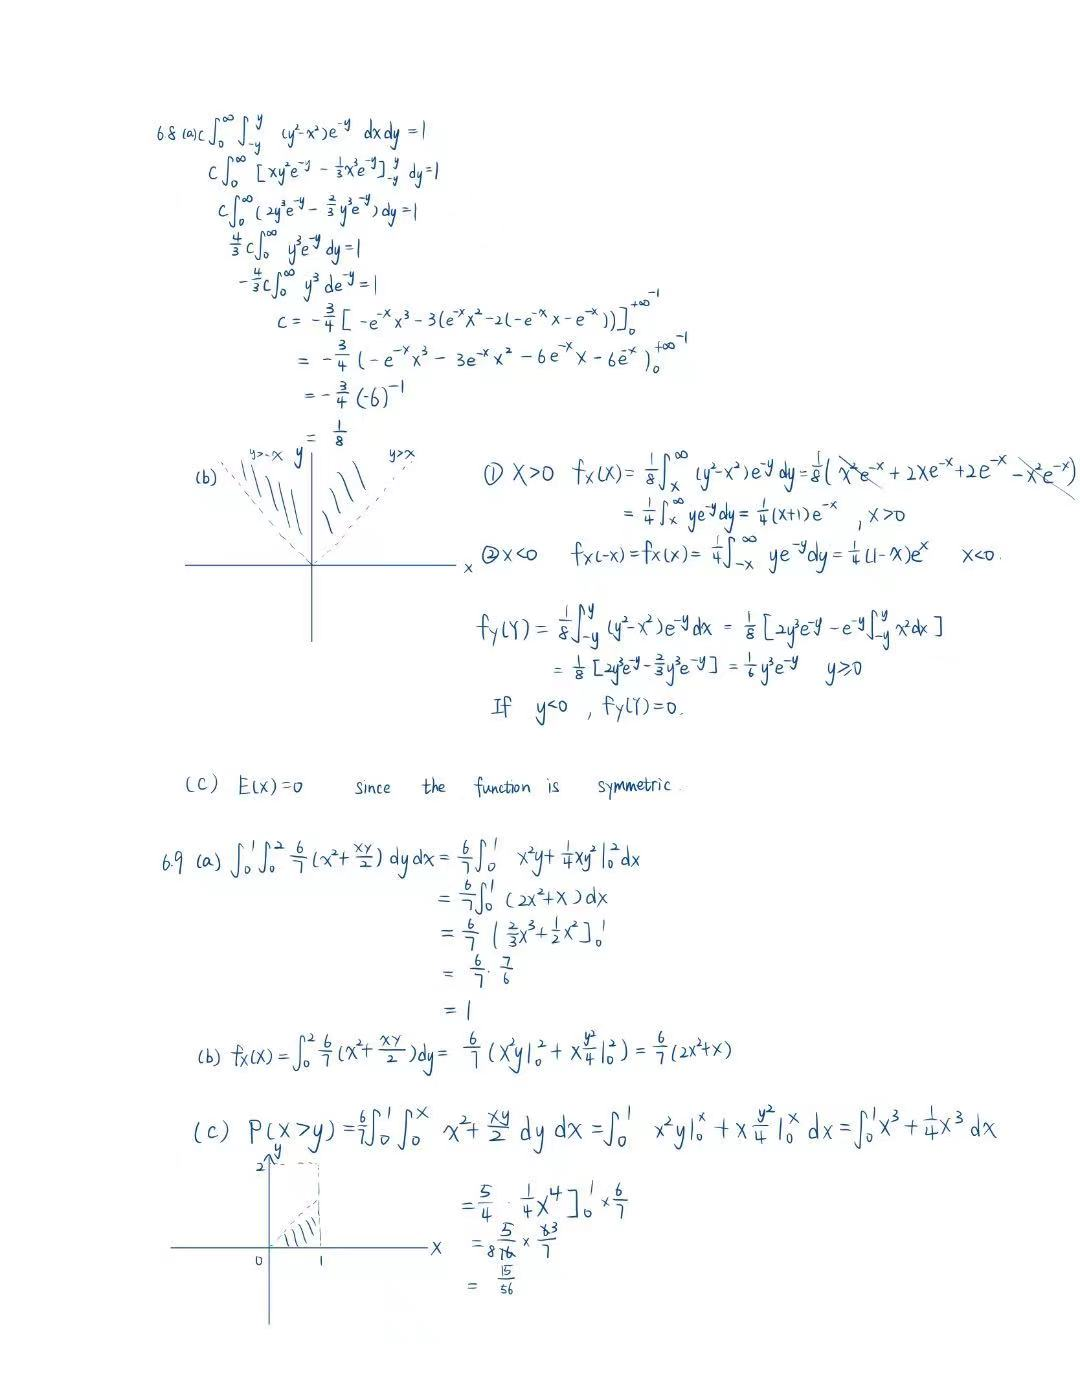 6.8 (a) c∫₀^∞ ∫_{-y}^{y} (y²-x²)e^{-y} dxdy = 1
c∫₀^∞ [xy²e^{-y} - 1/3 x³e^{-y}]_{-y}^{y} dy = 1
c∫₀^∞ (2y³e^{-y} - 2/3 y³e^{-y}) dy = 1
4/3 c∫₀^∞ y³e^{-y} dy = 1
-4/3 c∫₀^∞ y³ de^{-y} = 1
c = -3/4 [-e^{-x}x³ - 3(e^{-x}x² - 2(-e^{-x}x - e^{-x}))]₀^{+∞ -1}
= -3/4 (-e^{-x}x³ - 3e^{-x}x² - 6e^{-x}x - 6e^{-x})₀^{+∞ -1}
= -3/4 (-6)^{-1}
= 1/8
(b)
y>-x
y
y>x
x
① X>0 fx(X) = 1/8 ∫_x^∞ (y²-x²)e^{-y} dy = 1/8 (x²e^{-x} + 2xe^{-x} + 2e^{-x} - x²e^{-x})
= 1/4 ∫_x^∞ ye^{-y}dy = 1/4 (x+1)e^{-x} , x>0
② x<0 fx(-x) = fx(x) = 1/4 ∫_{-x}^∞ ye^{-y}dy = 1/4 (1-x)e^x x<0.
fy(Y) = 1/8 ∫_{-y}^{y} (y²-x²)e^{-y}dx = 1/8 [2y³e^{-y} - e^{-y}∫_{-y}^{y} x²dx]
= 1/8 [2y³e^{-y} - 2/3 y³e^{-y}] = 1/6 y³e^{-y} y≥0
If y<0 , fy(Y)=0.
(C) E(X)=0 since the function is symmetric.
6.9 (a) ∫₀¹∫₀² 6/7 (x² + xy/2) dy dx = 6/7 ∫₀¹ x²y + 1/4 xy² |₀² dx
= 6/7 ∫₀¹ (2x²+x) dx
= 6/7 [2/3 x³ + 1/2 x²]₀¹
= 6/7 · 7/6
= 1
(b) fx(x) = ∫₀² 6/7 (x² + xy/2) dy = 6/7 (x²y|₀² + x y²/4 |₀²) = 6/7 (2x²+x)
(C) P(X>y) = 6/7 ∫₀¹ ∫₀^x x² + xy/2 dy dx = ∫₀¹ x²y|₀^x + x y²/4 |₀^x dx = ∫₀¹ x³ + 1/4 x³ dx
2
y
x
0
1
= 5/4 · 1/4 x⁴]₀¹ × 6/7
= 5/8 × 3/7
= 15/56